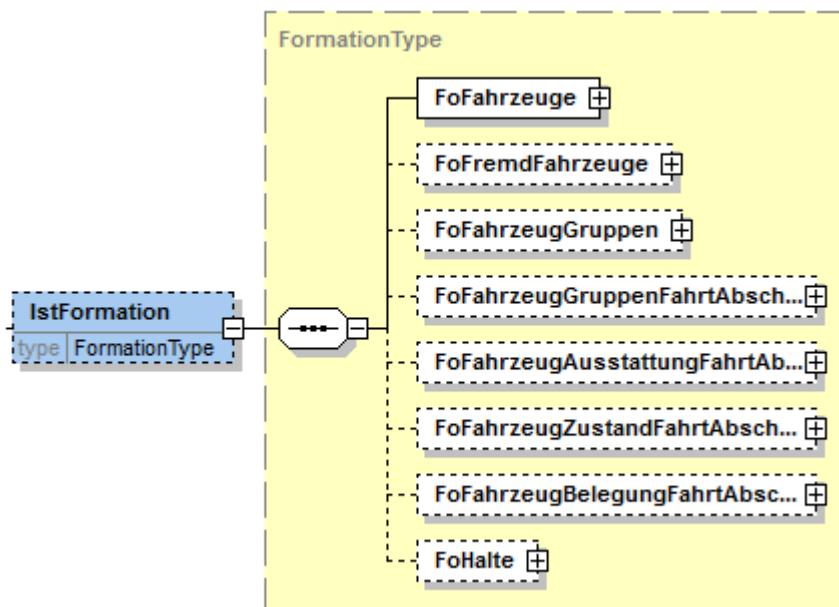 FormationType
FoFahrzeuge
FoFremdFahrzeuge
FoFahrzeugGruppen
FoFahrzeugGruppenFahrtAbsch...
IstFormation
type FormationType
FoFahrzeugAusstattungFahrtAb...
FoFahrzeugZustandFahrtAbsch...
FoFahrzeugBelegungFahrtAbsc...
FoHalte